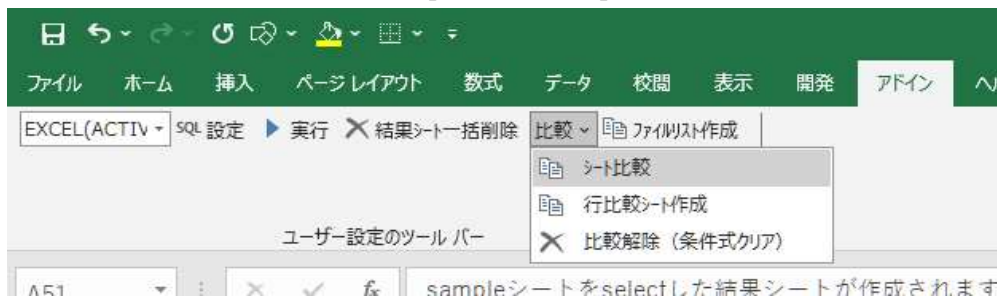 ファイル ホーム 挿入 ページ レイアウト 数式 データ 校閲 表示 開発 アドイン
EXCEL(ACTIV SQL 設定 実行 結果ｼｰﾄ一括削除 比較 ﾌｧｲﾙﾘｽﾄ作成
ｼｰﾄ比較
行比較ｼｰﾄ作成
比較解除（条件式ｸﾘｱ）
ユーザー設定のツール バー
A51 fx sampleシートをselectした結果シートが作成されます